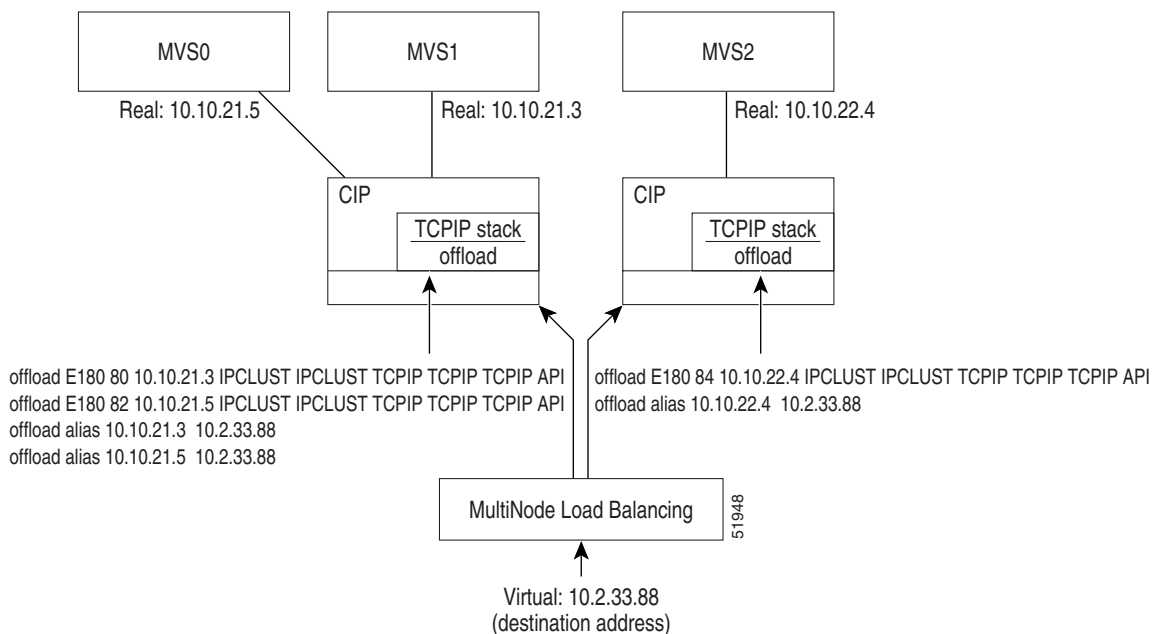 MVS0
MVS1
MVS2
Real: 10.10.21.5
Real: 10.10.21.3
Real: 10.10.22.4
CIP
TCPIP stack
offload
CIP
TCPIP stack
offload
offload E180 80 10.10.21.3 IPCLUST IPCLUST TCPIP TCPIP TCPIP API
offload E180 82 10.10.21.5 IPCLUST IPCLUST TCPIP TCPIP TCPIP API
offload alias 10.10.21.3 10.2.33.88
offload alias 10.10.21.5 10.2.33.88
offload E180 84 10.10.22.4 IPCLUST IPCLUST TCPIP TCPIP TCPIP API
offload alias 10.10.22.4 10.2.33.88
MultiNode Load Balancing
51948
Virtual: 10.2.33.88
(destination address)